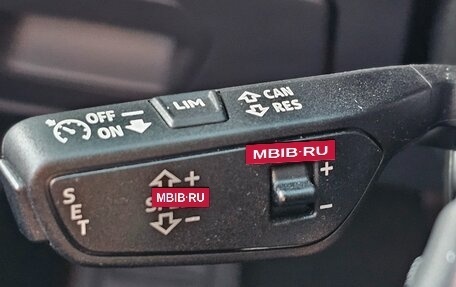 OFF
ON
LIM
CAN
RES
MBIB.RU
+
-
SET
+
MBIB.RU
-